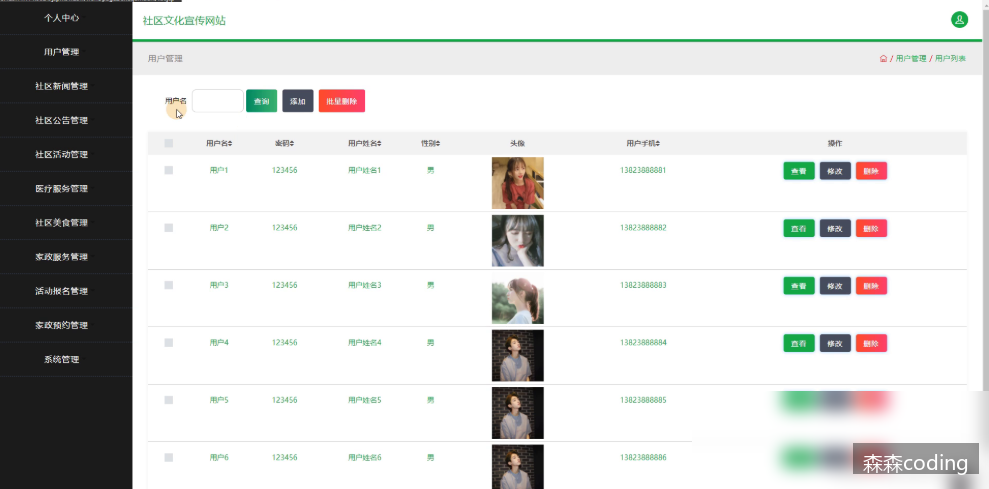 个人中心
用户管理
社区新闻管理
社区公告管理
社区活动管理
医疗服务管理
社区美食管理
家政服务管理
活动报名管理
家政预约管理
系统管理
社区文化宣传网站
用户管理
/ 用户管理 / 用户列表
用户名 查询 添加 批量删除
用户名 密码 用户姓名 性别 头像 用户手机 操作
用户1 123456 用户姓名1 男 13823888881 查看 修改 删除
用户2 123456 用户姓名2 男 13823888882 查看 修改 删除
用户3 123456 用户姓名3 男 13823888883 查看 修改 删除
用户4 123456 用户姓名4 男 13823888884 查看 修改 删除
用户5 123456 用户姓名5 男 13823888885
用户6 123456 用户姓名6 男 13823888886
森森coding